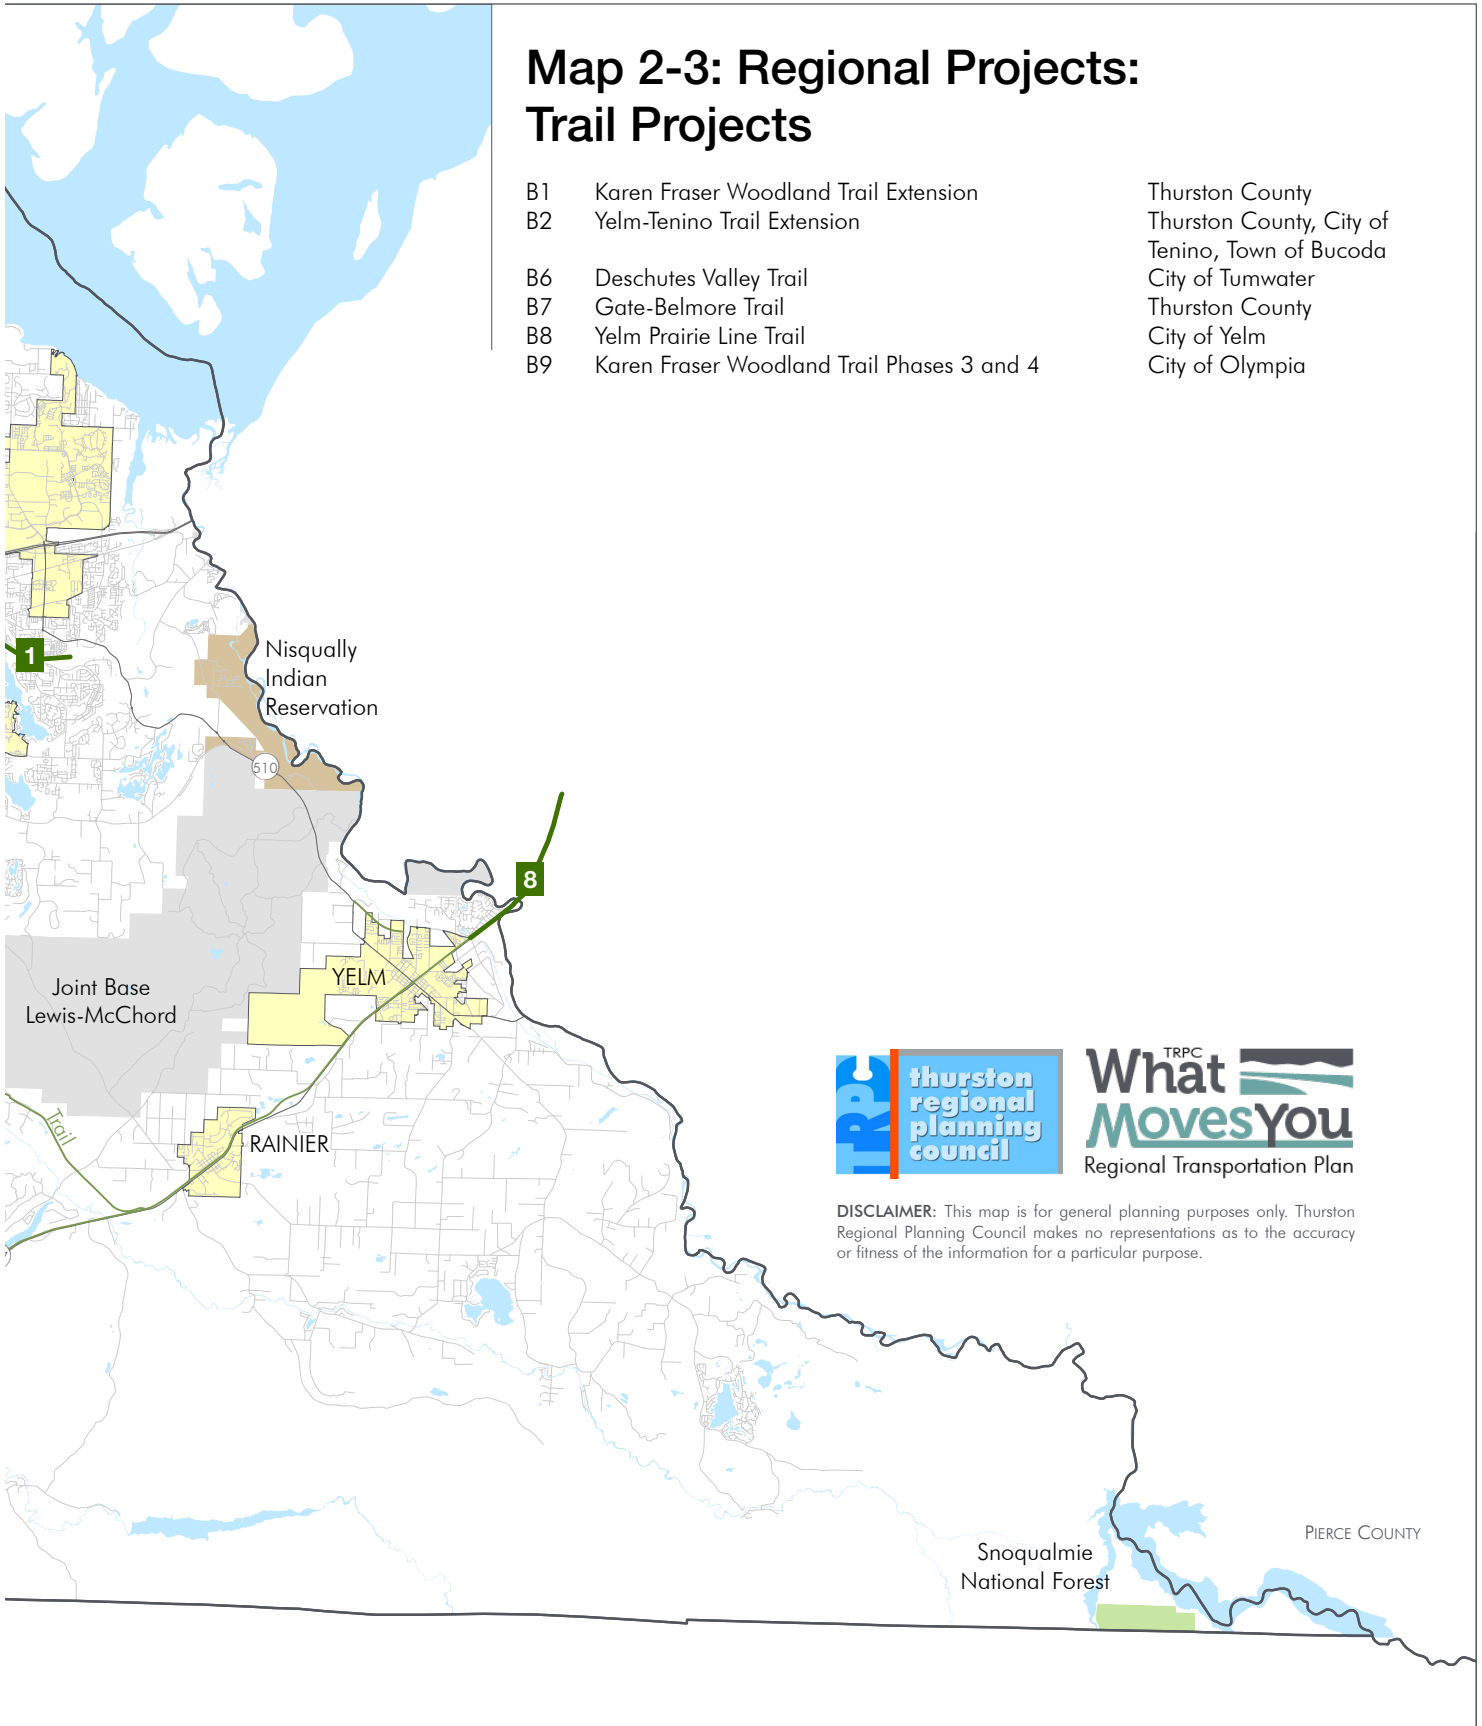 Map 2-3: Regional Projects:
Trail Projects
B1 Karen Fraser Woodland Trail Extension Thurston County
B2 Yelm-Tenino Trail Extension Thurston County, City of
Tenino, Town of Bucoda
B6 Deschutes Valley Trail City of Tumwater
B7 Gate-Belmore Trail Thurston County
B8 Yelm Prairie Line Trail City of Yelm
B9 Karen Fraser Woodland Trail Phases 3 and 4 City of Olympia
Nisqually
Indian
Reservation
1
510
8
YELM
Joint Base
Lewis-McChord
Trail
RAINIER
TRPC
thurston
regional
planning
council
TRPC
What
MovesYou
Regional Transportation Plan
DISCLAIMER: This map is for general planning purposes only. Thurston
Regional Planning Council makes no representations as to the accuracy
or fitness of the information for a particular purpose.
PIERCE COUNTY
Snoqualmie
National Forest